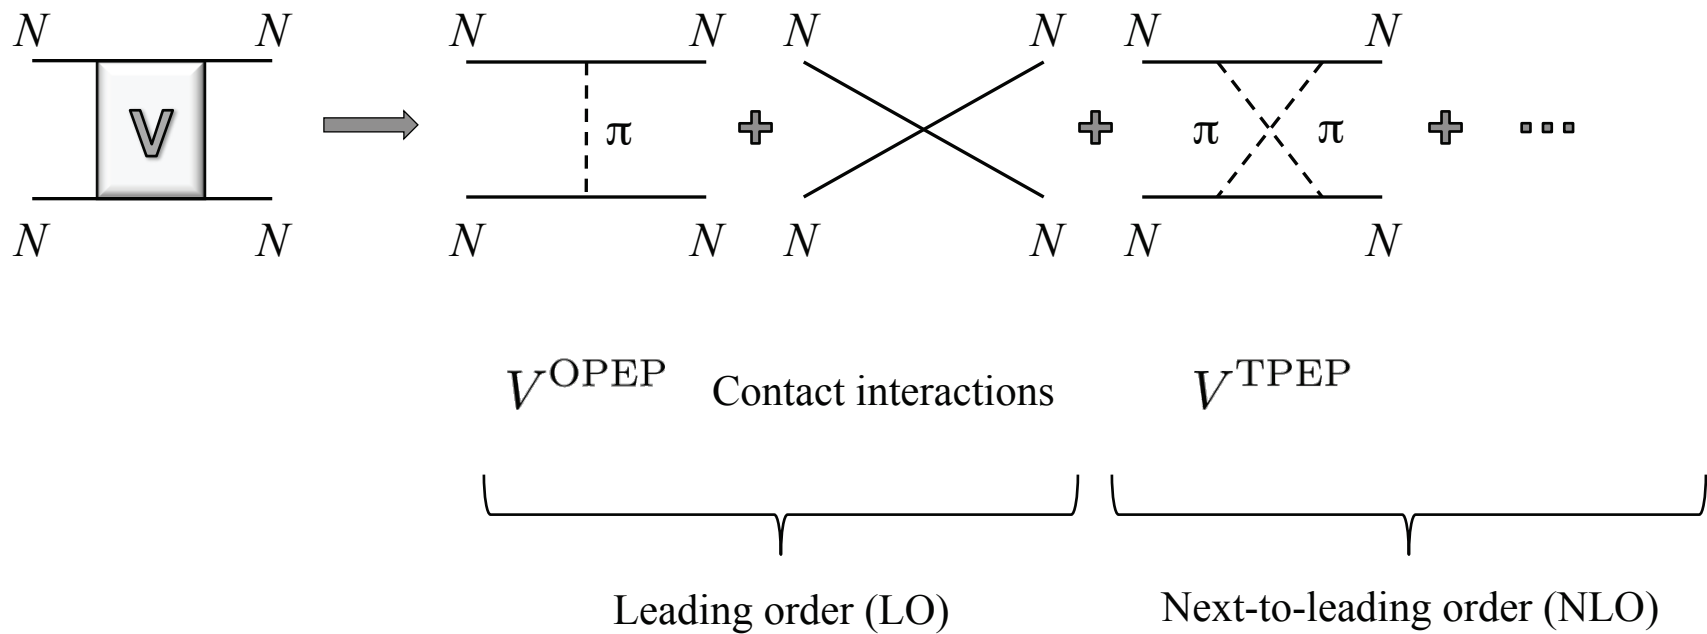 N N N N N N N N
V π + + π π + ...
N N N N N N N N
V^OPEP Contact interactions V^TPEP
Leading order (LO) Next-to-leading order (NLO)